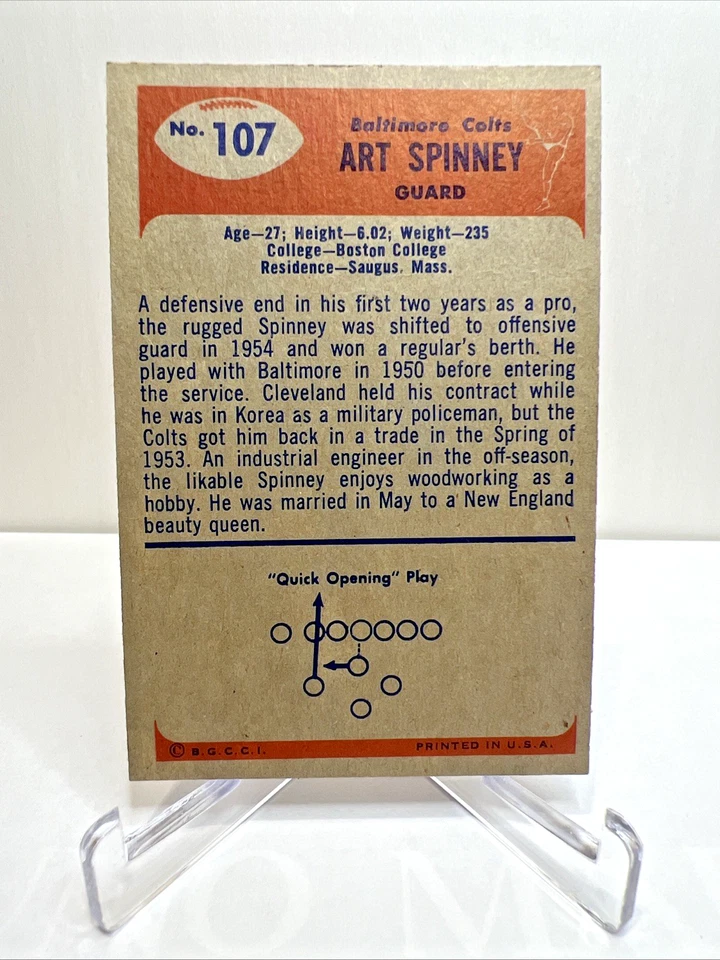 No. 107
Baltimore Colts
ART SPINNEY
GUARD
Age—27; Height—6.02; Weight—235
College—Boston College
Residence—Saugus, Mass.
A defensive end in his first two years as a pro,
the rugged Spinney was shifted to offensive
guard in 1954 and won a regular's berth. He
played with Baltimore in 1950 before entering
the service. Cleveland held his contract while
he was in Korea as a military policeman, but the
Colts got him back in a trade in the Spring of
1953. An industrial engineer in the off-season,
the likable Spinney enjoys woodworking as a
hobby. He was married in May to a New England
beauty queen.
"Quick Opening" Play
© B.G.C.C.I.
PRINTED IN U.S.A.